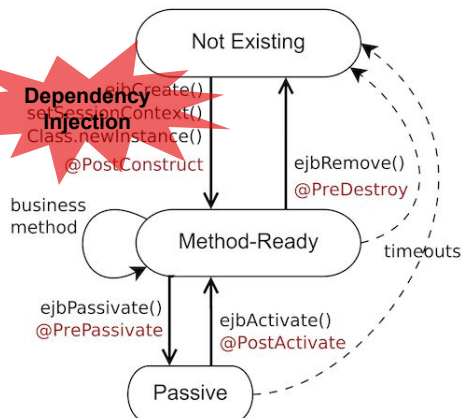 Not Existing
ejbCreate()
Dependency
setSessionContext()
Injection
Class.newInstance()
@PostConstruct
ejbRemove()
@PreDestroy
business
method
Method-Ready
timeouts
ejbPassivate()
@PrePassivate
ejbActivate()
@PostActivate
Passive